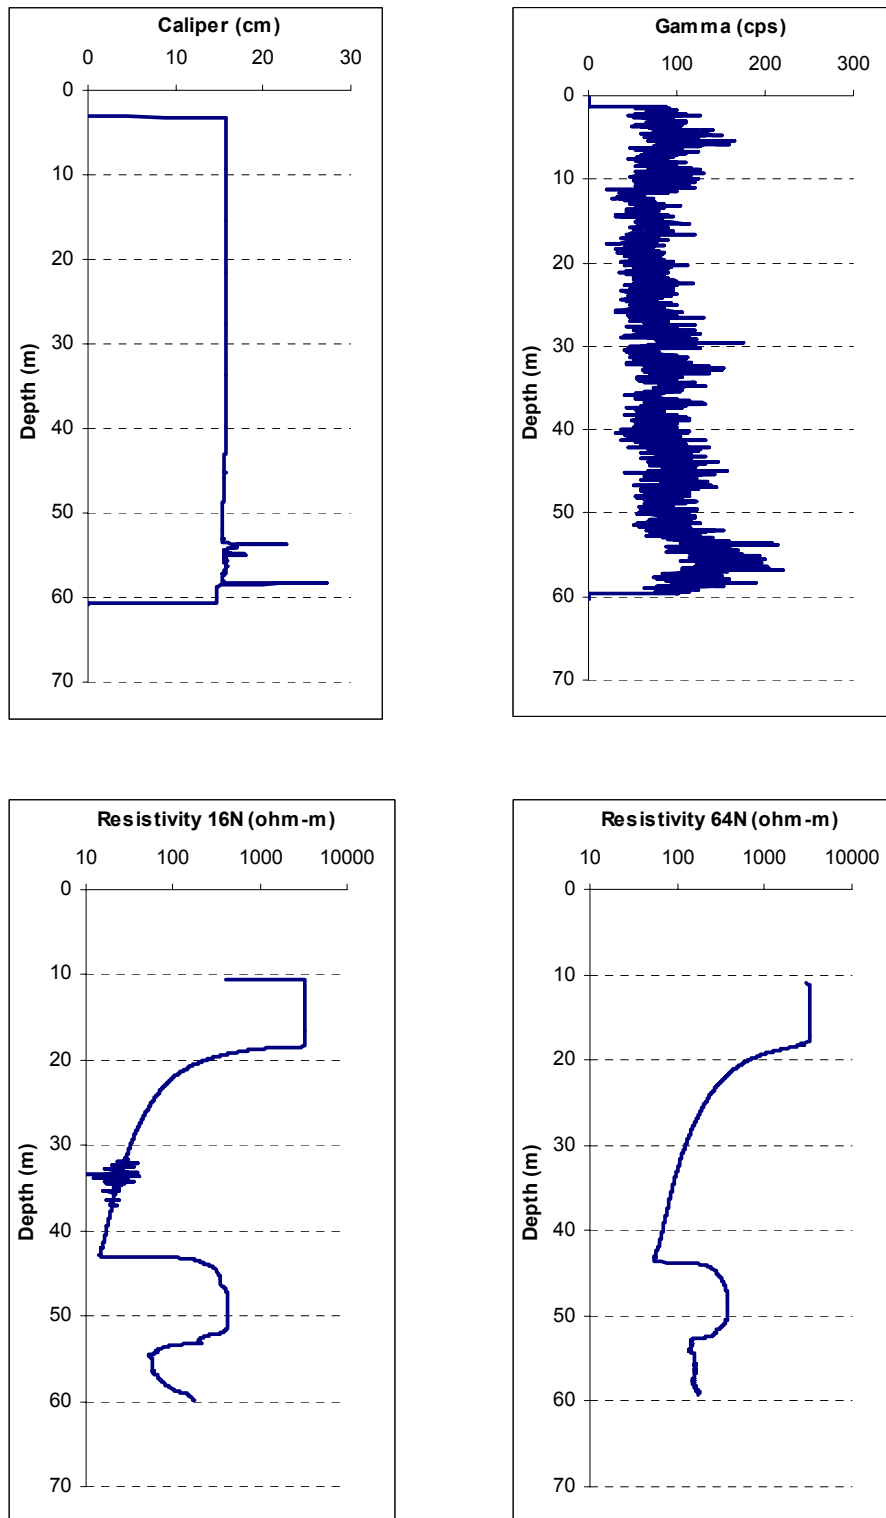 Caliper (cm)
0 10 20 30
0
10
20
30
40
50
60
70
Depth (m)
Gamma (cps)
0 100 200 300
0
10
20
30
40
50
60
70
Depth (m)
Resistivity 16N (ohm-m)
10 100 1000 10000
0
10
20
30
40
50
60
70
Depth (m)
Resistivity 64N (ohm-m)
10 100 1000 10000
0
10
20
30
40
50
60
70
Depth (m)